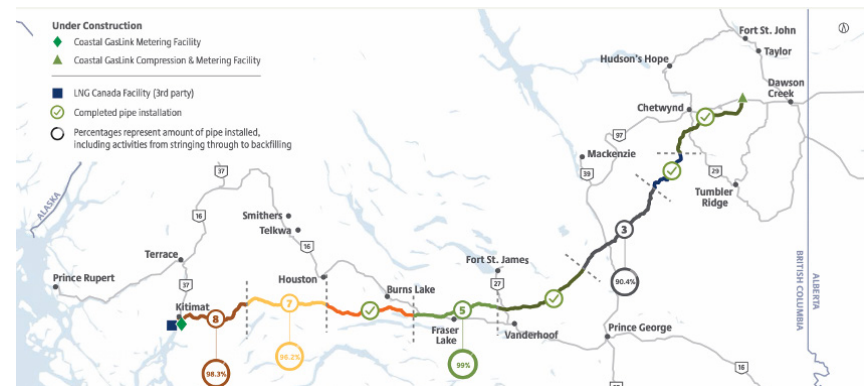 Under Construction
Coastal GasLink Metering Facility
Coastal GasLink Compression & Metering Facility
LNG Canada Facility (3rd party)
Completed pipe installation
Percentages represent amount of pipe installed,
including activities from stringing through to backfilling
Fort St. John
Taylor
Hudson's Hope
Dawson
Creek
Chetwynd
97
Mackenzie
39
29
Tumbler
Ridge
37
ALASKA
16
Smithers
Telkwa
16
3
Terrace
Fort St. James
BRITISH COLUMBIA
ALBERTA
Prince Rupert
37
Houston
27
90.4%
Burns Lake
Kitimat
7
5
8
Fraser
Lake
Vanderhoof
Prince George
96.2%
99%
98.3%
16